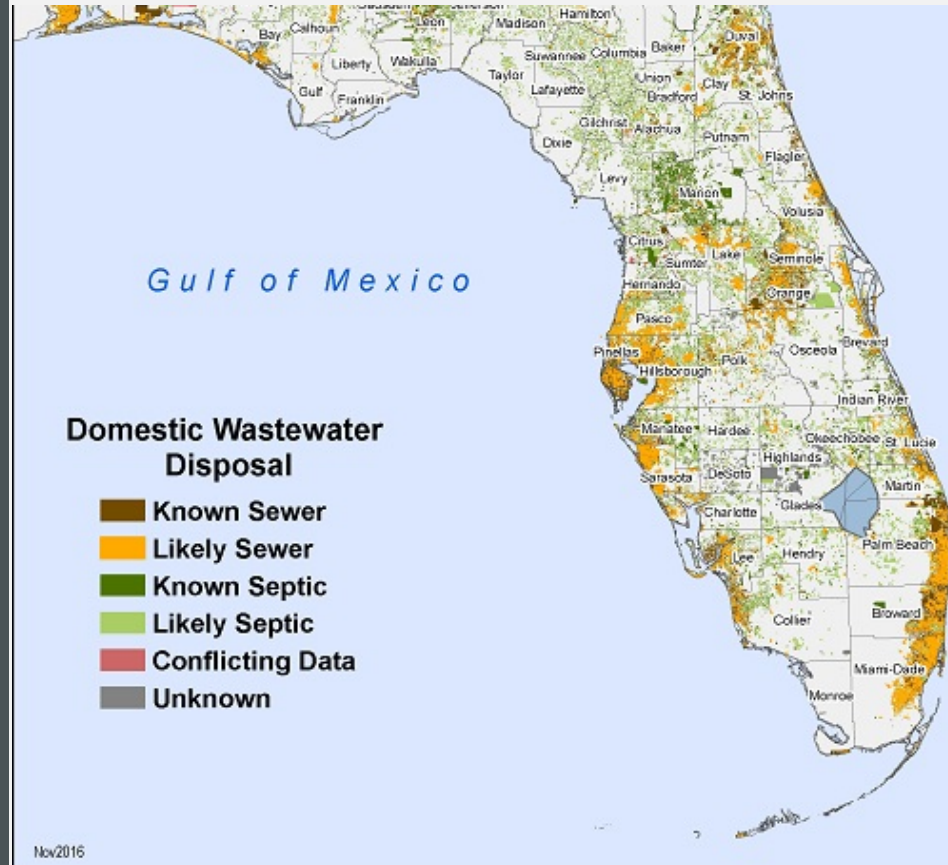 Hamilton
Madison
Leon
Bay
Calhoun
Duval
Baker
Suwannee
Columbia
Liberty
Wakulla
Taylor
Union
Clay
Lafayette
Bradford
St. Johns
Gulf
Franklin
Gilchrist
Alachua
Putnam
Dixie
Flagler
Levy
Marion
Volusia
Citrus
Sumter
Lake
Seminole
Gulf of Mexico
Hernando
Orange
Pasco
Brevard
Pinellas
Osceola
Polk
Hillsborough
Indian River
Domestic Wastewater
Disposal
Manatee
Hardee
Okeechobee
St. Lucie
Highlands
Sarasota
DeSoto
Martin
Glades
Charlotte
Known Sewer
Likely Sewer
Palm Beach
Lee
Hendry
Known Septic
Likely Septic
Broward
Collier
Conflicting Data
Miami-Dade
Unknown
Monroe
Nov2016